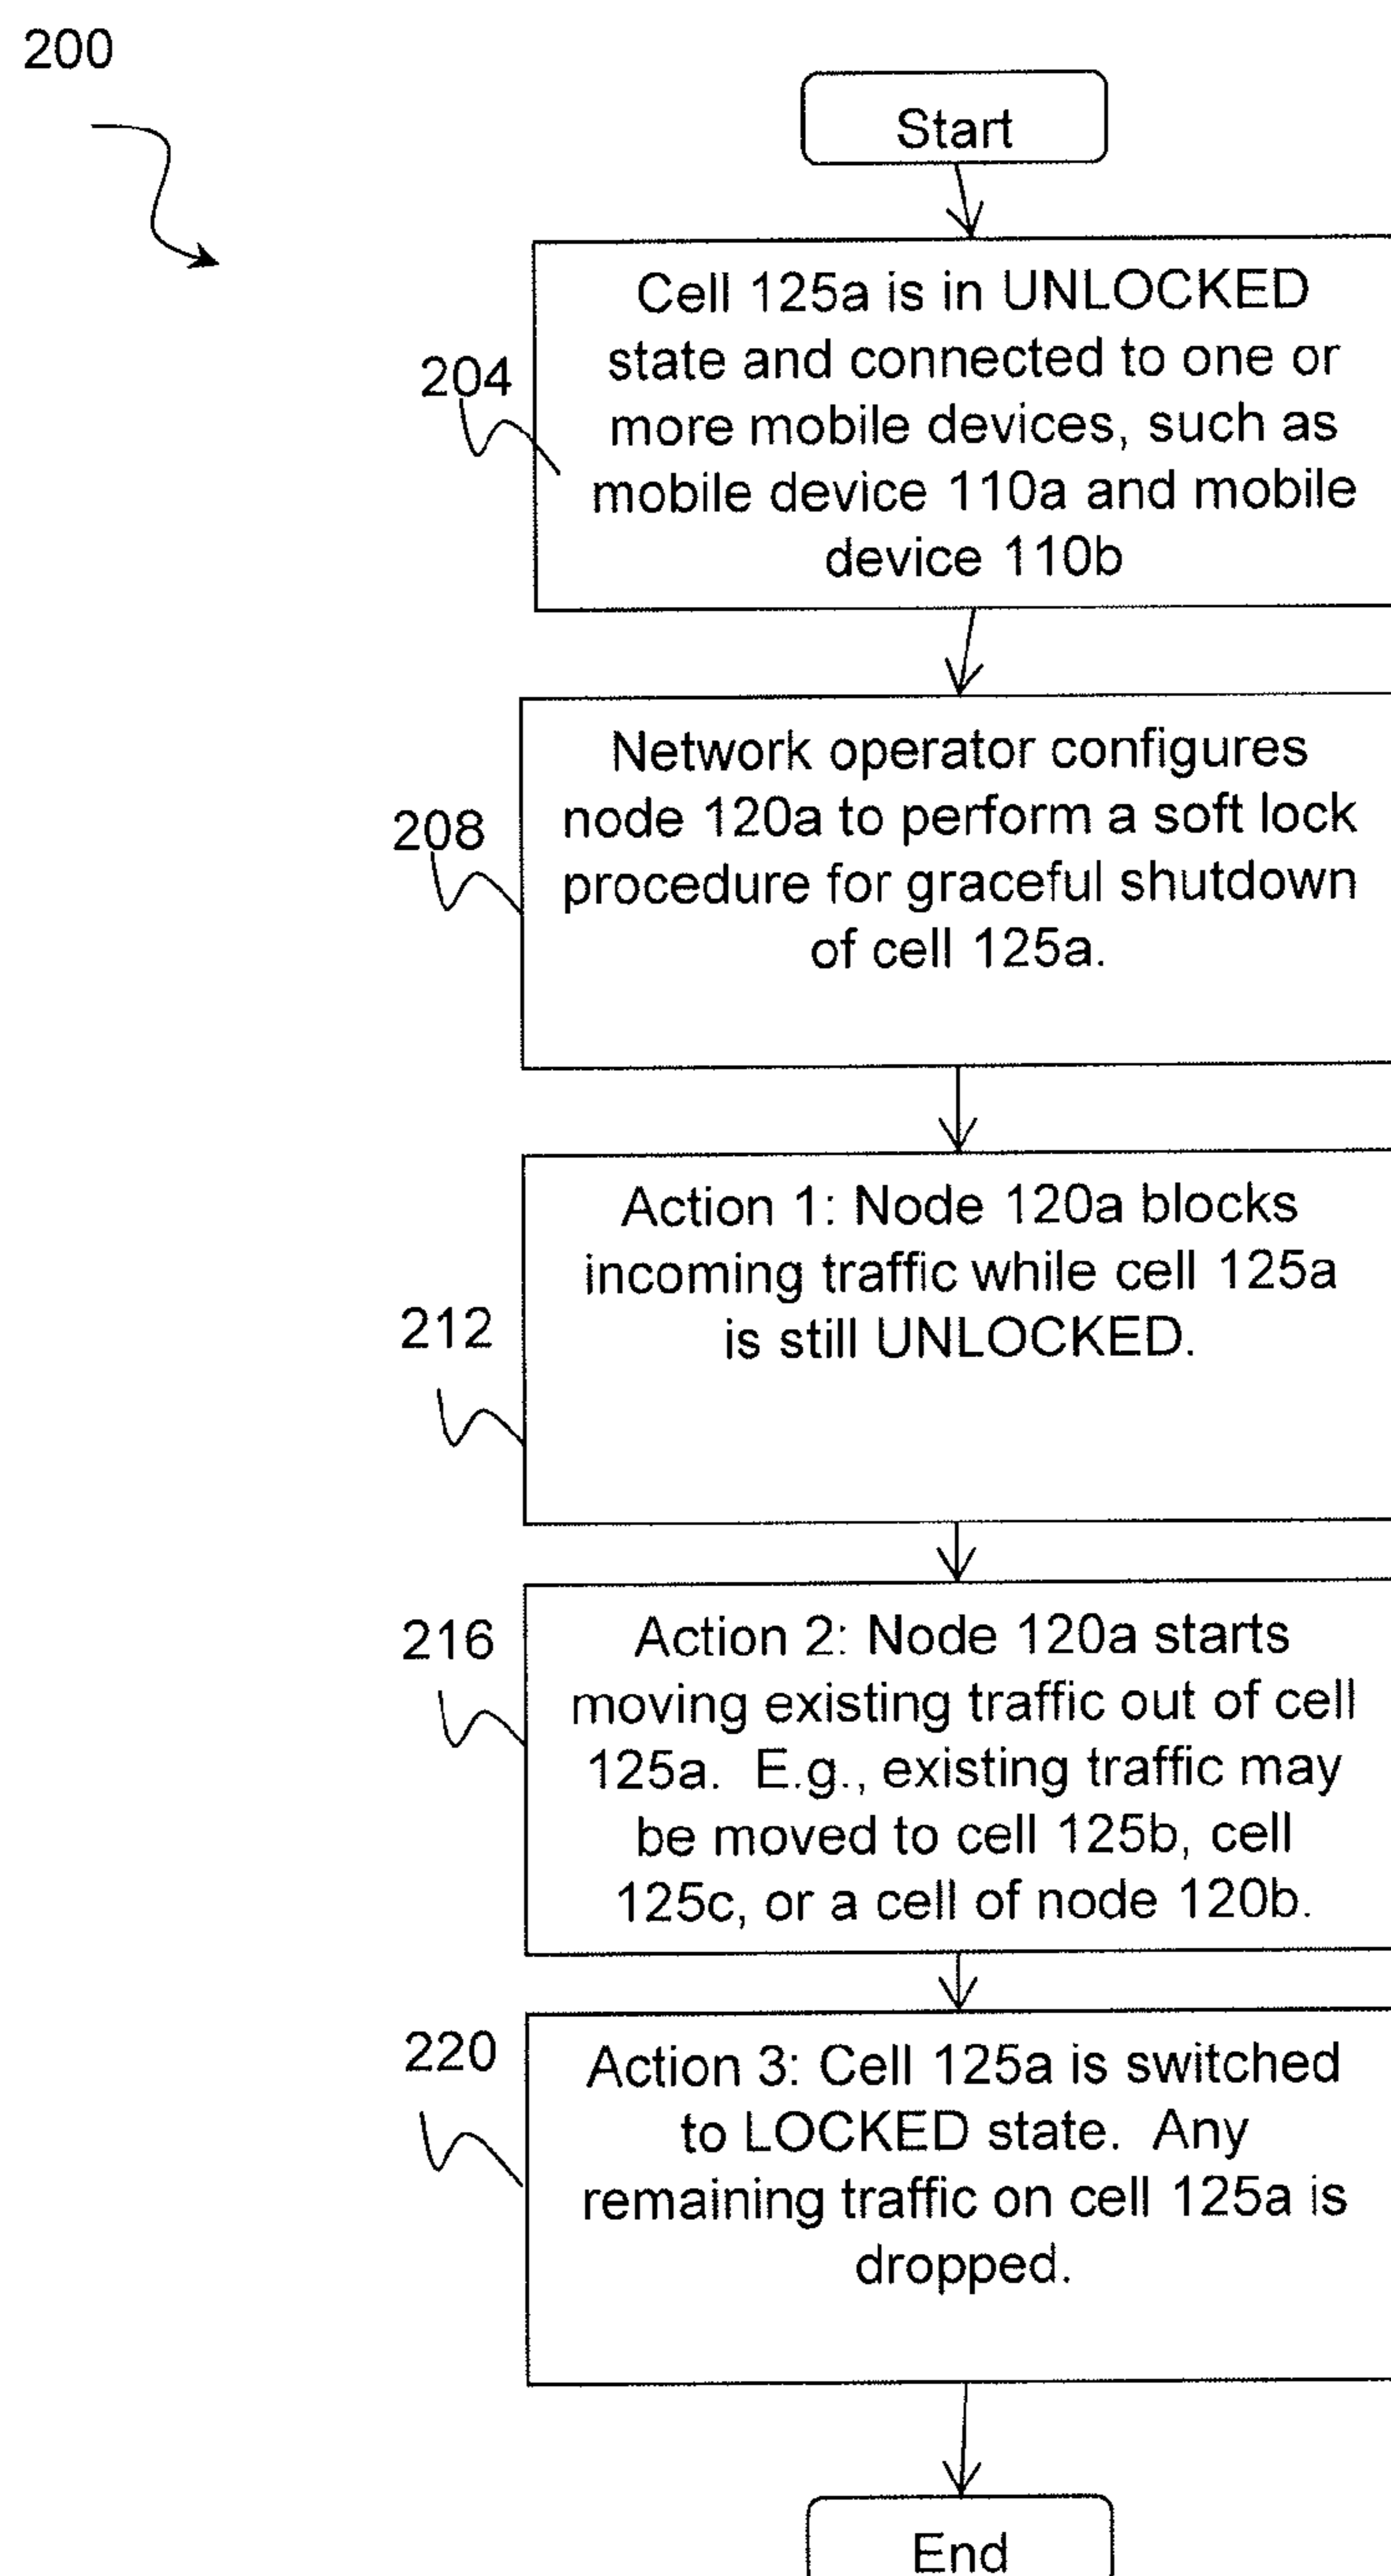 200
Start
204
Cell 125a is in UNLOCKED
state and connected to one or
more mobile devices, such as
mobile device 110a and mobile
device 110b
208
Network operator configures
node 120a to perform a soft lock
procedure for graceful shutdown
of cell 125a.
212
Action 1: Node 120a blocks
incoming traffic while cell 125a
is still UNLOCKED.
216
Action 2: Node 120a starts
moving existing traffic out of cell
125a. E.g., existing traffic may
be moved to cell 125b, cell
125c, or a cell of node 120b.
220
Action 3: Cell 125a is switched
to LOCKED state. Any
remaining traffic on cell 125a is
dropped.
End